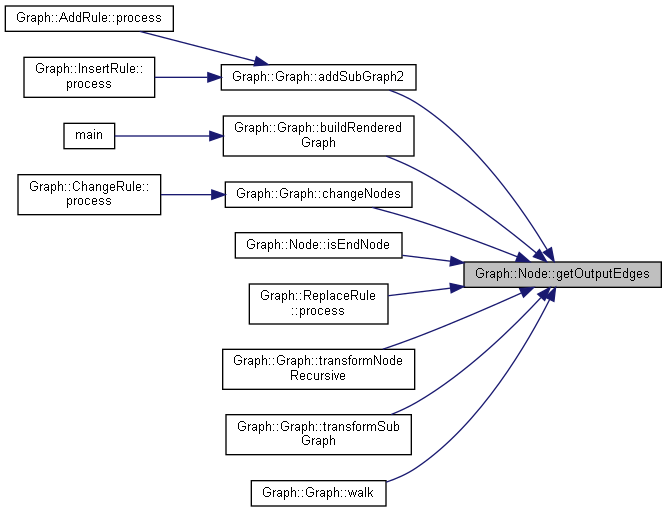 Graph::AddRule::process
Graph::InsertRule::
process
Graph::Graph::addSubGraph2
main
Graph::Graph::buildRendered
Graph
Graph::ChangeRule::
process
Graph::Graph::changeNodes
Graph::Node::isEndNode
Graph::Node::getOutputEdges
Graph::ReplaceRule
::process
Graph::Graph::transformNode
Recursive
Graph::Graph::transformSub
Graph
Graph::Graph::walk